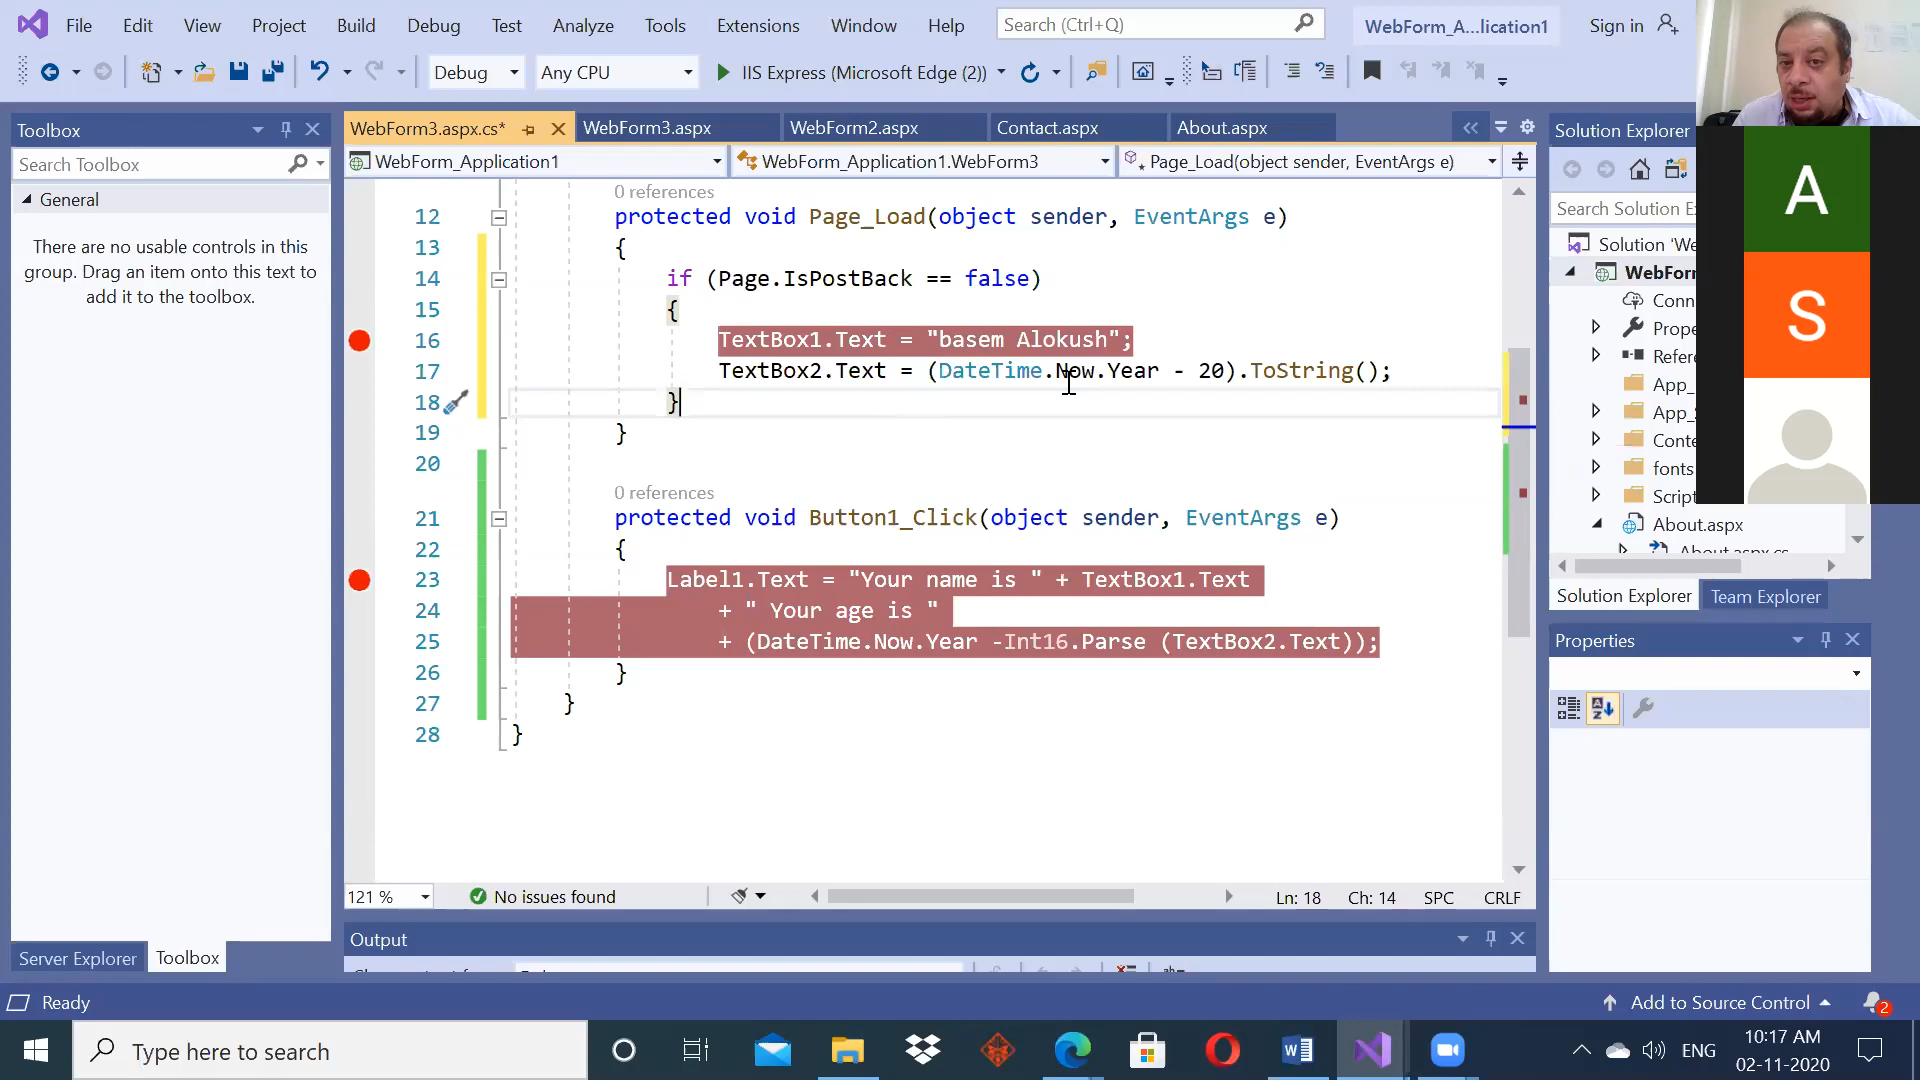 File Edit View Project Build Debug Test Analyze Tools Extensions Window Help Search (Ctrl+Q) WebForm_A...lication1 Sign in
Debug Any CPU IIS Express (Microsoft Edge (2))
Toolbox
Search Toolbox
General
There are no usable controls in this
group. Drag an item onto this text to
add it to the toolbox.
Server Explorer Toolbox
WebForm3.aspx.cs* WebForm3.aspx WebForm2.aspx Contact.aspx About.aspx
WebForm_Application1 WebForm_Application1.WebForm3 Page_Load(object sender, EventArgs e)
0 references
12 protected void Page_Load(object sender, EventArgs e)
13 {
14 if (Page.IsPostBack == false)
15 {
16 TextBox1.Text = "basem Alokush";
17 TextBox2.Text = (DateTime.Now.Year - 20).ToString();
18 }
19 }
20
0 references
21 protected void Button1_Click(object sender, EventArgs e)
22 {
23 Label1.Text = "Your name is " + TextBox1.Text
24 + " Your age is "
25 + (DateTime.Now.Year -Int16.Parse (TextBox2.Text));
26 }
27 }
28 }
121 % No issues found Ln: 18 Ch: 14 SPC CRLF
Output
Solution Explorer
Search Solution E
Solution 'We
WebForm
Conn
Prope
Refere
App_
App_
Conte
fonts
Script
About.aspx
About.aspx.cs
Solution Explorer Team Explorer
Properties
A
S
Ready Add to Source Control 2
Type here to search ENG 10:17 AM
02-11-2020